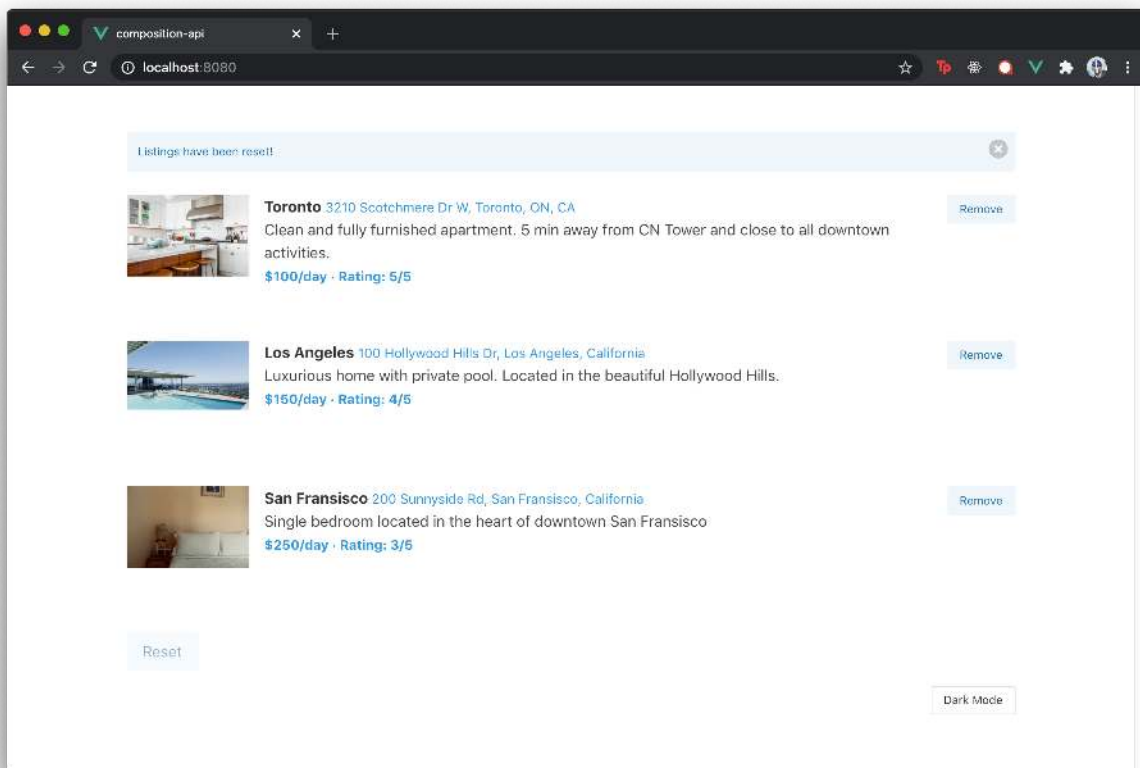 composition-api
localhost:8080
Tp
Listings have been reset!
Toronto 3210 Scotchmere Dr W, Toronto, ON, CA
Remove
Clean and fully furnished apartment. 5 min away from CN Tower and close to all downtown
activities.
$100/day · Rating: 5/5
Los Angeles 100 Hollywood Hills Dr, Los Angeles, California
Remove
Luxurious home with private pool. Located in the beautiful Hollywood Hills.
$150/day · Rating: 4/5
San Fransisco 200 Sunnyside Rd, San Fransisco, California
Remove
Single bedroom located in the heart of downtown San Fransisco
$250/day · Rating: 3/5
Reset
Dark Mode